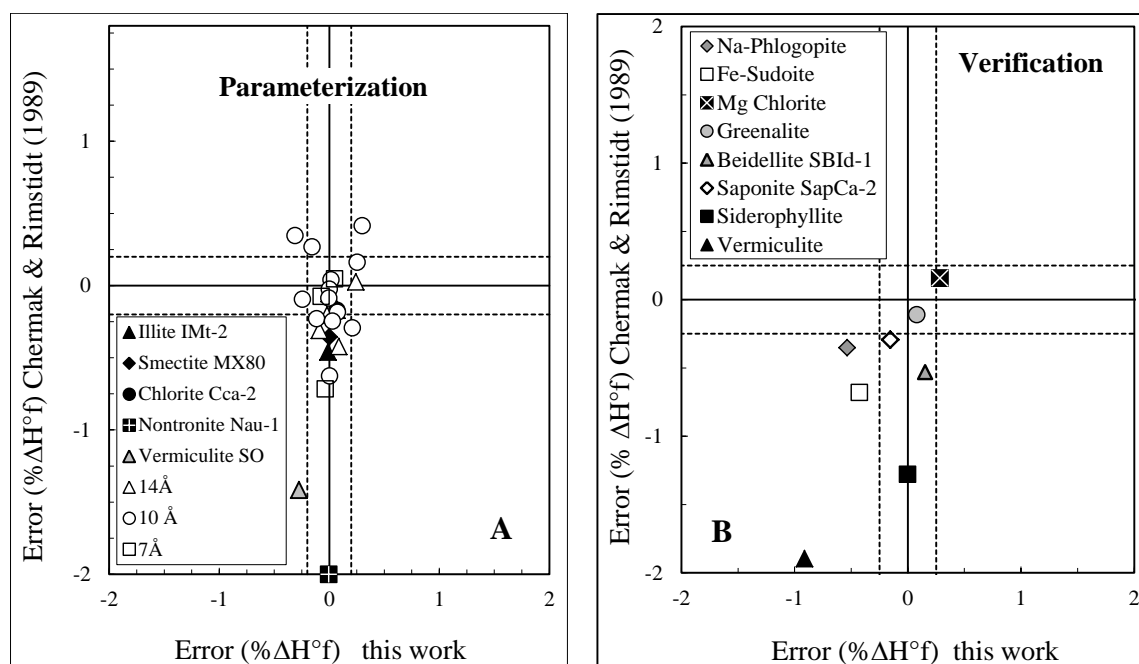 Parameterization
Error (%ΔH°f) Chermak & Rimstidt (1989)
1
0
-1
-2
Illite IMt-2
Smectite MX80
Chlorite Cca-2
Nontronite Nau-1
Vermiculite SO
14Å
10 Å
7Å
A
-2 -1 0 1 2
Error (%ΔH°f) this work
Verification
Error (% ΔH°f) Chermak & Rimstidt (1989)
2
1
0
-1
-2
Na-Phlogopite
Fe-Sudoite
Mg Chlorite
Greenalite
Beidellite SBId-1
Saponite SapCa-2
Siderophyllite
Vermiculite
B
-2 -1 0 1 2
Error (%ΔH°f) this work